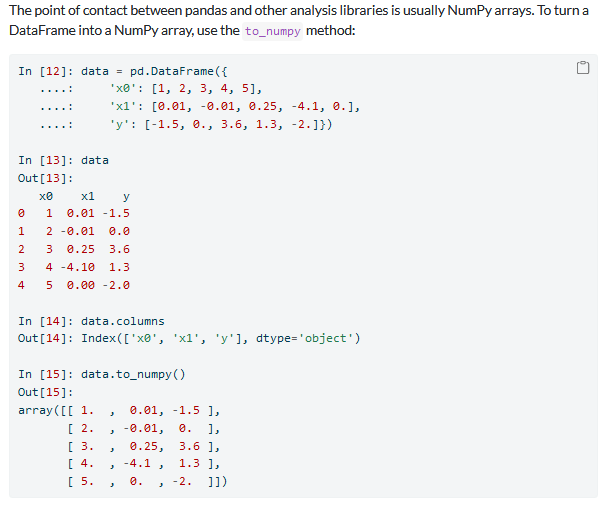 The point of contact between pandas and other analysis libraries is usually NumPy arrays. To turn a
DataFrame into a NumPy array, use the to_numpy method:
In [12]: data = pd.DataFrame({
   ....:     'x0': [1, 2, 3, 4, 5],
   ....:     'x1': [0.01, -0.01, 0.25, -4.1, 0.],
   ....:     'y': [-1.5, 0., 3.6, 1.3, -2.]})
In [13]: data
Out[13]:
   x0    x1    y
0   1  0.01 -1.5
1   2 -0.01  0.0
2   3  0.25  3.6
3   4 -4.10  1.3
4   5  0.00 -2.0
In [14]: data.columns
Out[14]: Index(['x0', 'x1', 'y'], dtype='object')
In [15]: data.to_numpy()
Out[15]:
array([[ 1.  ,  0.01, -1.5 ],
       [ 2.  , -0.01,  0.  ],
       [ 3.  ,  0.25,  3.6 ],
       [ 4.  , -4.1 ,  1.3 ],
       [ 5.  ,  0.  , -2.  ]])